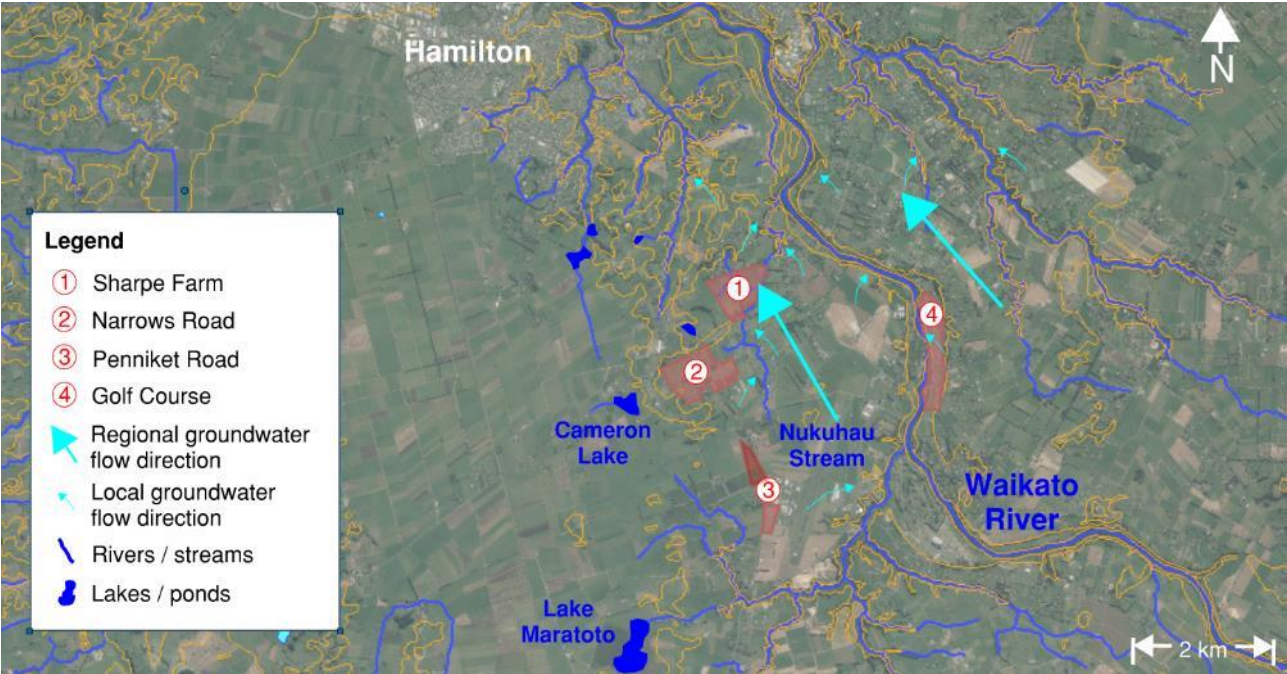 Hamilton
N
Legend
1 Sharpe Farm
2 Narrows Road
3 Penniket Road
4 Golf Course
Regional groundwater
flow direction
Local groundwater
flow direction
Rivers / streams
Lakes / ponds
1
2
3
4
Cameron
Lake
Nukuhau
Stream
Waikato
River
Lake
Maratoto
2 km